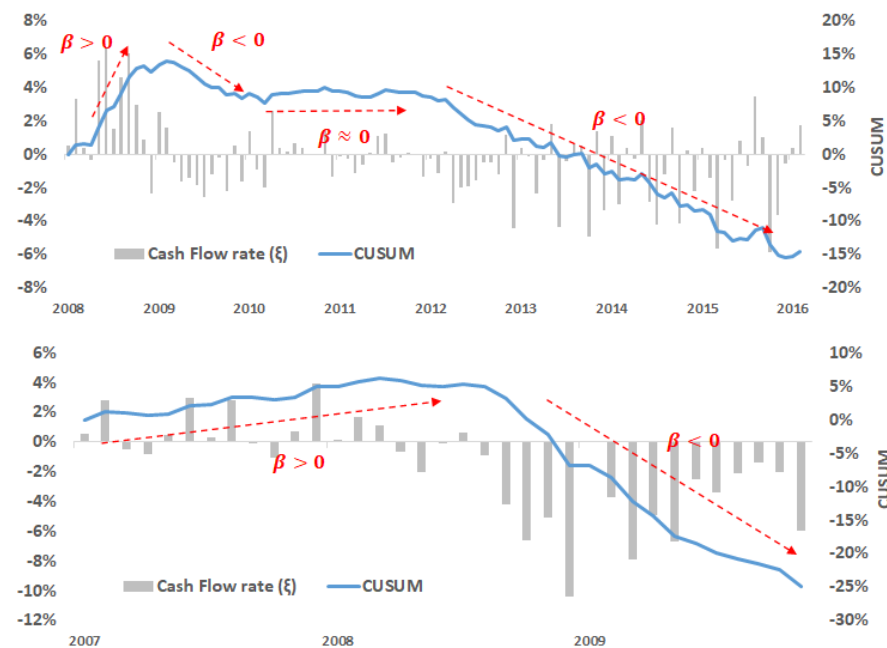 8% 20%
β > 0 β < 0
6% 15%
4% 10%
β < 0
2% 5%
β ≈ 0
0% 0%
-2% -5%
-4% -10%
-6% Cash Flow rate (ξ) CUSUM -15%
-8% -20%
CUSUM
2008 2009 2010 2011 2012 2013 2014 2015 2016
6% 10%
4% 5%
2% 0%
β < 0
0% -5%
β > 0
-2% -10%
-4% -15%
-6% -20%
-8%
-10% Cash Flow rate (ξ) CUSUM -25%
-12% -30%
CUSUM
2007 2008 2009